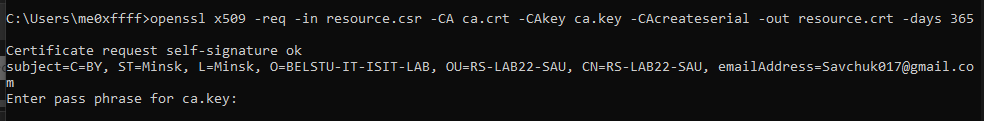 C:\Users\me0xffff>openssl x509 -req -in resource.csr -CA ca.crt -CAkey ca.key -CAcreateserial -out resource.crt -days 365
Certificate request self-signature ok
subject=C=BY, ST=Minsk, L=Minsk, O=BELSTU-IT-ISIT-LAB, OU=RS-LAB22-SAU, CN=RS-LAB22-SAU, emailAddress=Savchuk017@gmail.co
m
Enter pass phrase for ca.key: